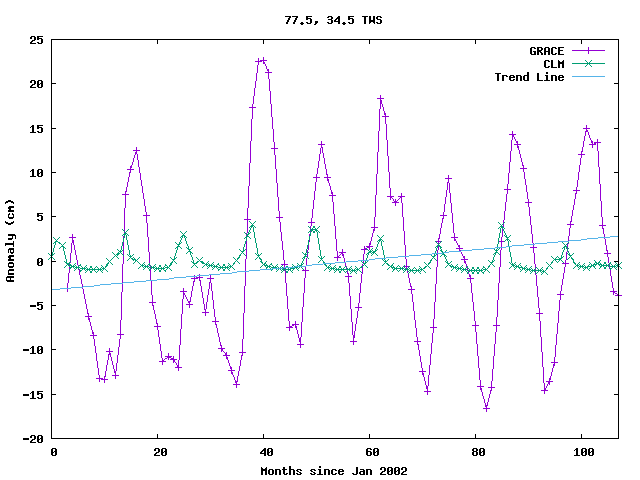 77.5, 34.5 TWS
GRACE
CLM
Trend Line
25
20
15
10
5
0
-5
-10
-15
-20
Anomaly (cm)
0 20 40 60 80 100
Months since Jan 2002